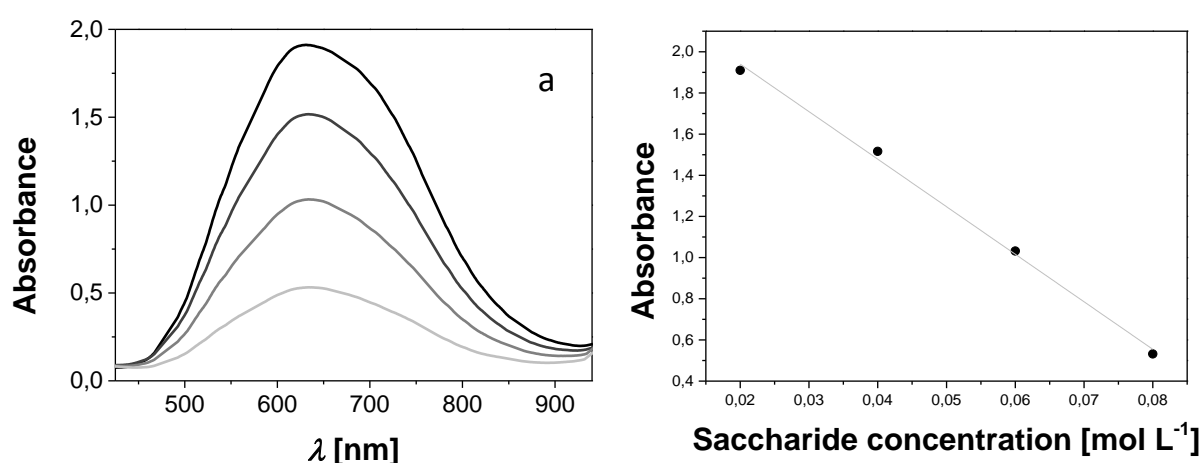 2,0
1,5
1,0
0,5
0,0
Absorbance
a
500 600 700 800 900
λ [nm]
2,0
1,8
1,6
1,4
1,2
1,0
0,8
0,6
0,4
Absorbance
0,02 0,03 0,04 0,05 0,06 0,07 0,08
Saccharide concentration [mol L⁻¹]